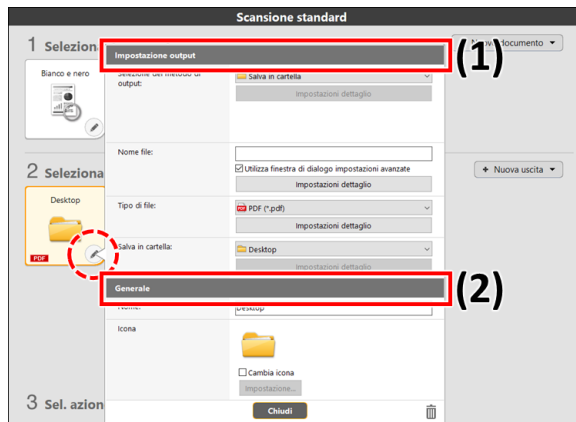 Scansione standard
1 Selezion
Nuovo documento
(1)
Impostazione output
Bianco e nero
Selezione del metodo di
output:
Salva in cartella
Impostazioni dettaglio
Nome file:
Utilizza finestra di dialogo impostazioni avanzate
Impostazioni dettaglio
2 Seleziona
+ Nuova uscita
Desktop
PDF
Tipo di file:
PDF (*.pdf)
Impostazioni dettaglio
Salva in cartella:
Desktop
Impostazioni dettaglio
Generale
(2)
Nome:
Desktop
Icona
Cambia icona
Impostazione...
3 Sel. azion
Chiudi